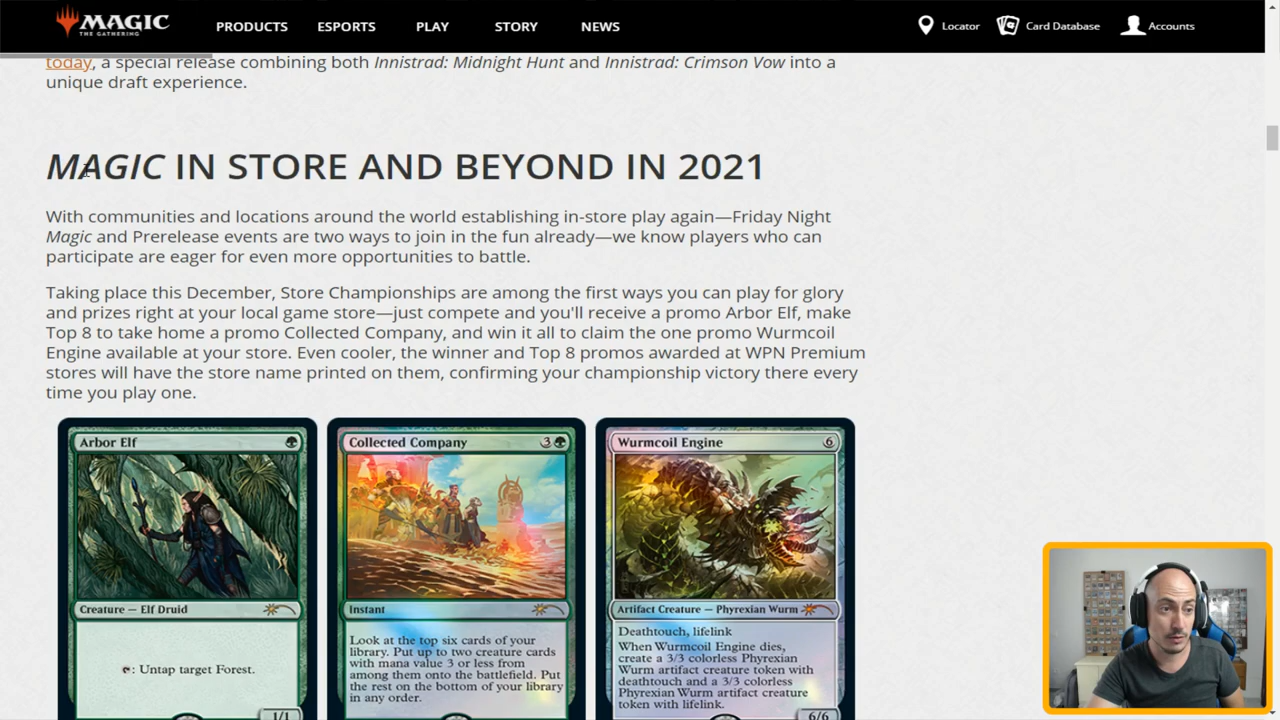 MAGIC
THE GATHERING
PRODUCTS
ESPORTS
PLAY
STORY
NEWS
Locator
Card Database
Accounts
today, a special release combining both Innistrad: Midnight Hunt and Innistrad: Crimson Vow into a
unique draft experience.
MAGIC IN STORE AND BEYOND IN 2021
With communities and locations around the world establishing in-store play again—Friday Night
Magic and Prerelease events are two ways to join in the fun already—we know players who can
participate are eager for even more opportunities to battle.
Taking place this December, Store Championships are among the first ways you can play for glory
and prizes right at your local game store—just compete and you'll receive a promo Arbor Elf, make
Top 8 to take home a promo Collected Company, and win it all to claim the one promo Wurmcoil
Engine available at your store. Even cooler, the winner and Top 8 promos awarded at WPN Premium
stores will have the store name printed on them, confirming your championship victory there every
time you play one.
Arbor Elf
Creature — Elf Druid
: Untap target Forest.
1/1
Collected Company
3
Instant
Look at the top six cards of your
library. Put up to two creature cards
with mana value 3 or less from
among them onto the battlefield. Put
the rest on the bottom of your library
in any order.
Wurmcoil Engine
6
Artifact Creature — Phyrexian Wurm
Deathtouch, lifelink
When Wurmcoil Engine dies,
create a 3/3 colorless Phyrexian
Wurm artifact creature token with
deathtouch and a 3/3 colorless
Phyrexian Wurm artifact creature
token with lifelink.
6/6